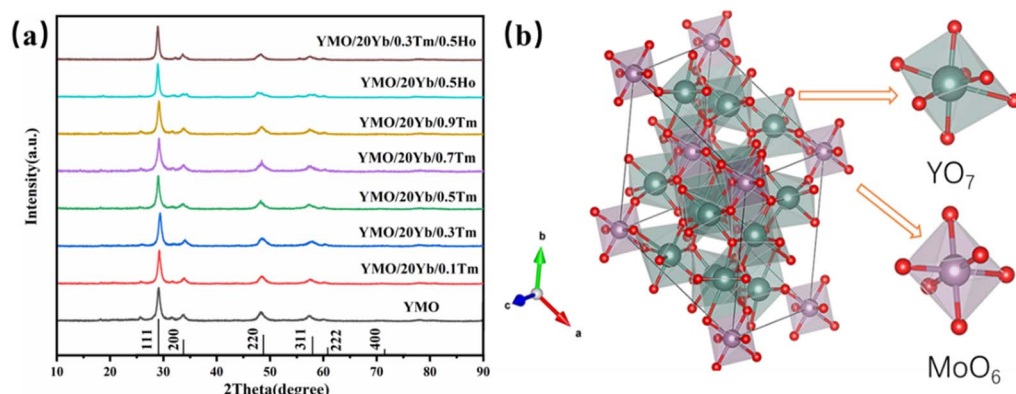 (a)
YMO/20Yb/0.3Tm/0.5Ho
YMO/20Yb/0.5Ho
YMO/20Yb/0.9Tm
YMO/20Yb/0.7Tm
YMO/20Yb/0.5Tm
YMO/20Yb/0.3Tm
YMO/20Yb/0.1Tm
YMO
111
200
220
311
222
400
10
20
30
40
50
60
70
80
90
2Theta(degree)
Intensity(a.u.)
(b)
YO₇
MoO₆
b
c
a